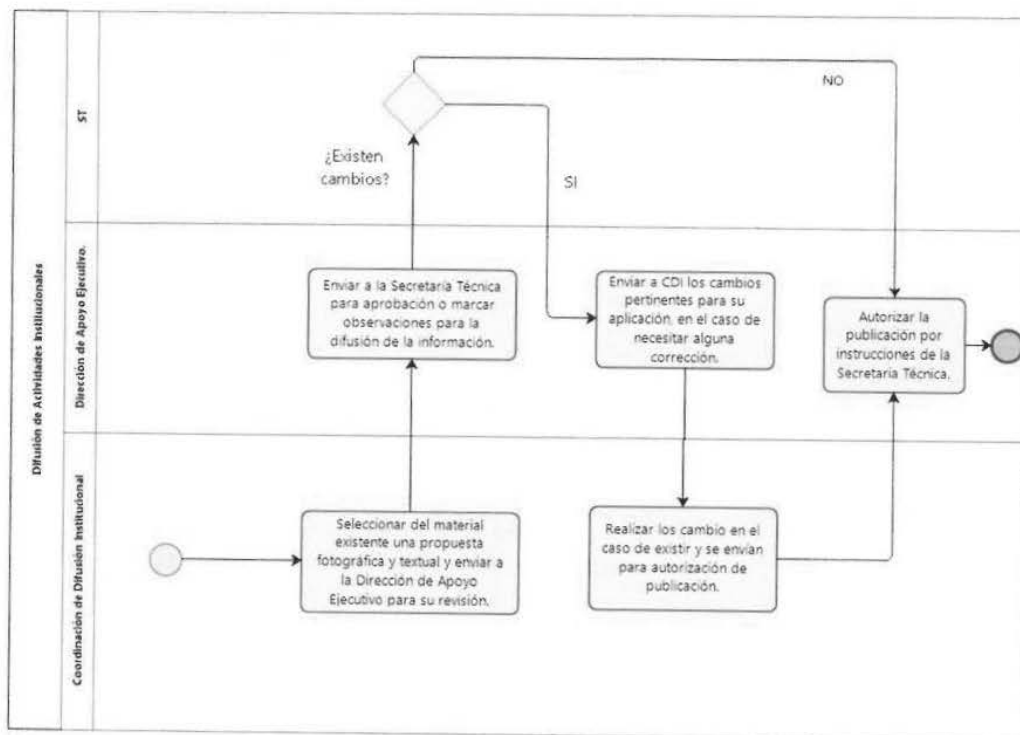 Difusión de Actividades Institucionales
ST
¿Existen
cambios?
NO
SI
Dirección de Apoyo Ejecutivo.
Enviar a la Secretaría Técnica
para aprobación o marcar
observaciones para la
difusión de la información.
Enviar a CDI los cambios
pertinentes para su
aplicación, en el caso de
necesitar alguna
corrección.
Autorizar la
publicación por
instrucciones de la
Secretaría Técnica.
Coordinación de Difusión Institucional
Seleccionar del material
existente una propuesta
fotográfica y textual y enviar a
la Dirección de Apoyo
Ejecutivo para su revisión.
Realizar los cambio en el
caso de existir y se envían
para autorización de
publicación.